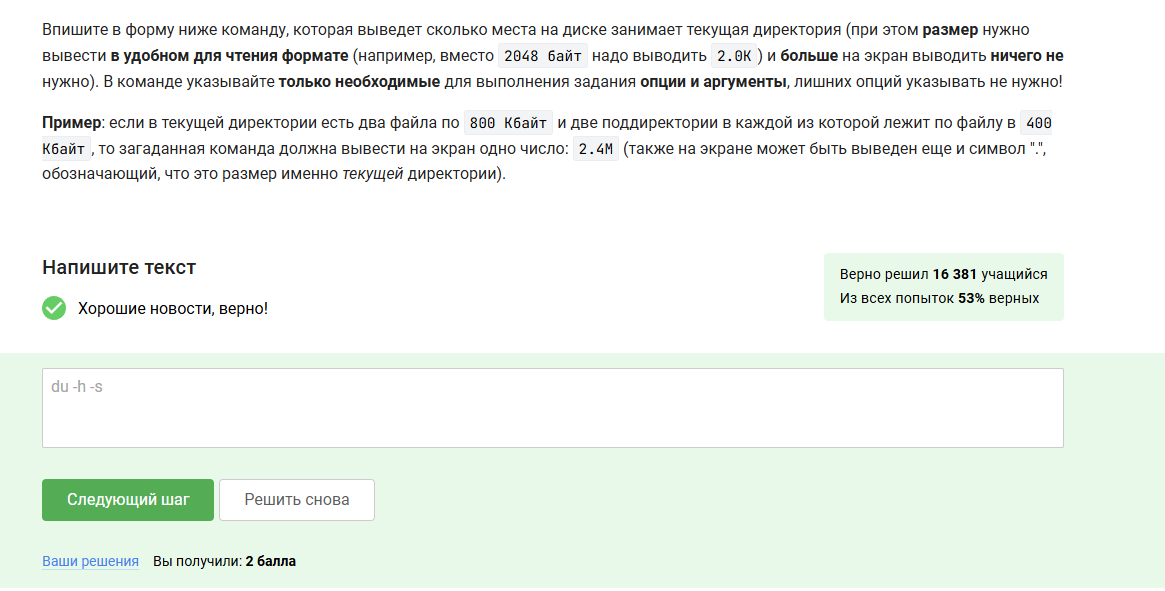 Впишите в форму ниже команду, которая выведет сколько места на диске занимает текущая директория (при этом размер нужно
вывести в удобном для чтения формате (например, вместо 2048 байт надо выводить 2.0K) и больше на экран выводить ничего не
нужно). В команде указывайте только необходимые для выполнения задания опции и аргументы, лишних опций указывать не нужно!
Пример: если в текущей директории есть два файла по 800 Кбайт и две поддиректории в каждой из которой лежит по файлу в 400
Кбайт, то загаданная команда должна вывести на экран одно число: 2.4M (также на экране может быть выведен еще и символ ".",
обозначающий, что это размер именно текущей директории).
Напишите текст
Хорошие новости, верно!
Верно решил 16 381 учащийся
Из всех попыток 53% верных
du -h -s
Следующий шаг
Решить снова
Ваши решения Вы получили: 2 балла